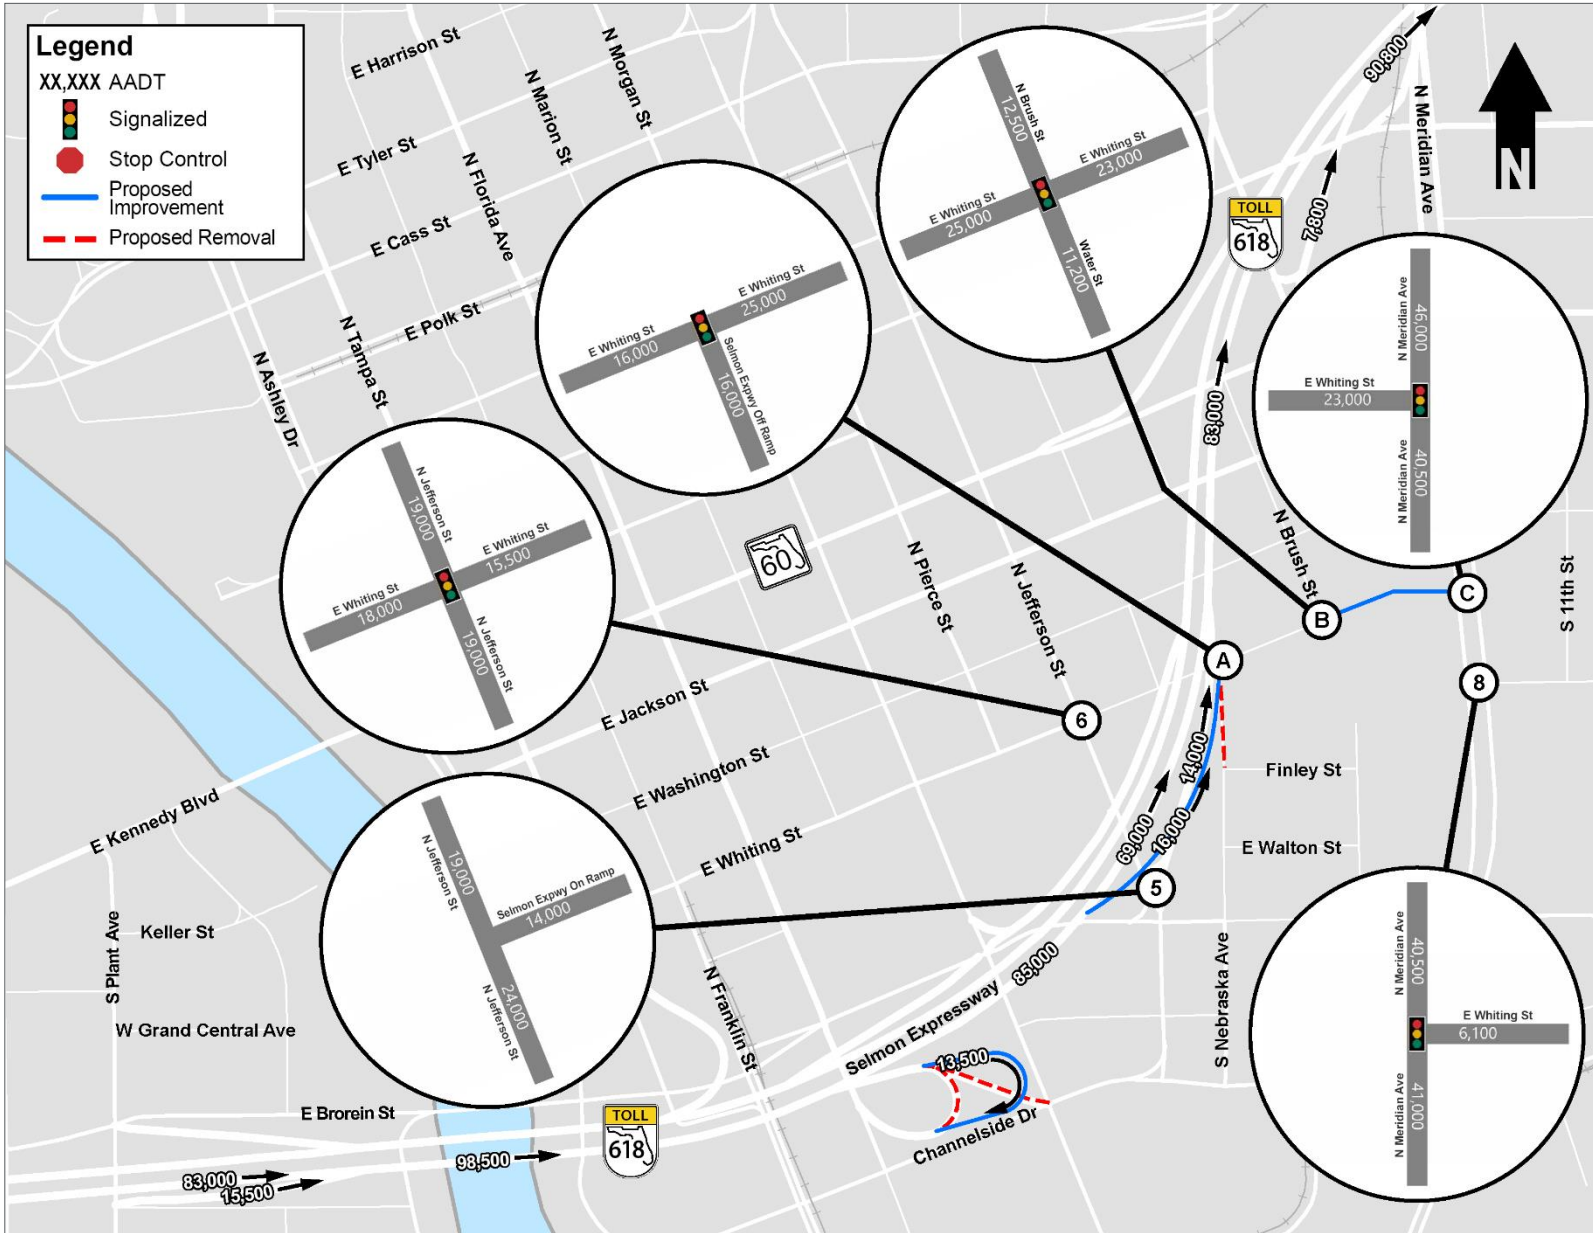 Legend
XX,XXX AADT
Signalized
Stop Control
Proposed
Improvement
Proposed Removal
E Harrison St
N Morgan St
N Marion St
E Tyler St
N Florida Ave
E Cass St
E Polk St
N Tampa St
N Ashley Dr
N Brush St
12,500
E Whiting St
23,000
E Whiting St
25,000
Water St
11,200
90,800
N Meridian Ave
N
TOLL
618
7,800
83,000
E Whiting St
25,000
E Whiting St
16,000
Selmon Expwy Off Ramp
16,000
N Meridian Ave
46,000
E Whiting St
23,000
N Meridian Ave
40,500
N Jefferson St
19,000
E Whiting St
15,500
E Whiting St
18,000
N Jefferson St
19,000
60
N Pierce St
N Jefferson St
N Brush St
S 11th St
A
B
C
8
6
5
E Jackson St
E Washington St
E Whiting St
E Kennedy Blvd
14,000
16,000
69,000
Finley St
E Walton St
19,000
N Jefferson St
Selmon Expwy On Ramp
14,000
24,000
N Jefferson St
S Plant Ave
Keller St
W Grand Central Ave
E Brorein St
N Franklin St
Selmon Expressway
85,000
S Nebraska Ave
13,500
Channelside Dr
N Meridian Ave
40,500
E Whiting St
6,100
N Meridian Ave
41,000
TOLL
618
83,000
15,500
98,500